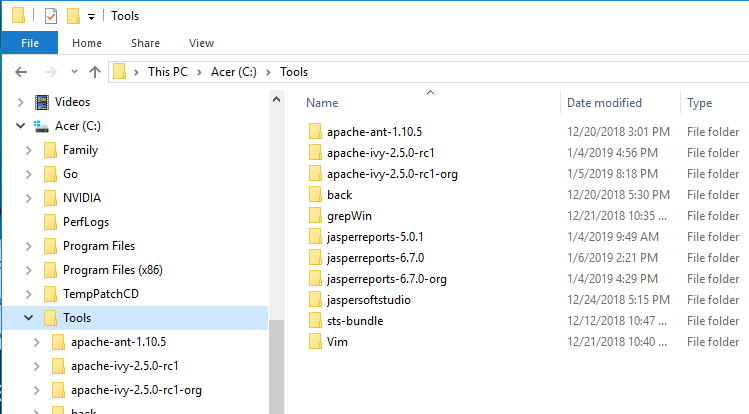 Tools
File Home Share View
This PC Acer (C:) Tools
Videos
Acer (C:)
Family
Go
NVIDIA
PerfLogs
Program Files
Program Files (x86)
TempPatchCD
Tools
apache-ant-1.10.5
apache-ivy-2.5.0-rc1
apache-ivy-2.5.0-rc1-org
back
Name Date modified Type
apache-ant-1.10.5 12/20/2018 3:01 PM File folder
apache-ivy-2.5.0-rc1 1/4/2019 4:56 PM File folder
apache-ivy-2.5.0-rc1-org 1/5/2019 8:18 PM File folder
back 12/20/2018 5:30 PM File folder
grepWin 12/21/2018 10:35 ... File folder
jasperreports-5.0.1 1/4/2019 9:49 AM File folder
jasperreports-6.7.0 1/6/2019 2:21 PM File folder
jasperreports-6.7.0-org 1/4/2019 4:29 PM File folder
jaspersoftstudio 12/24/2018 5:15 PM File folder
sts-bundle 12/12/2018 10:47 ... File folder
Vim 12/21/2018 10:40 ... File folder